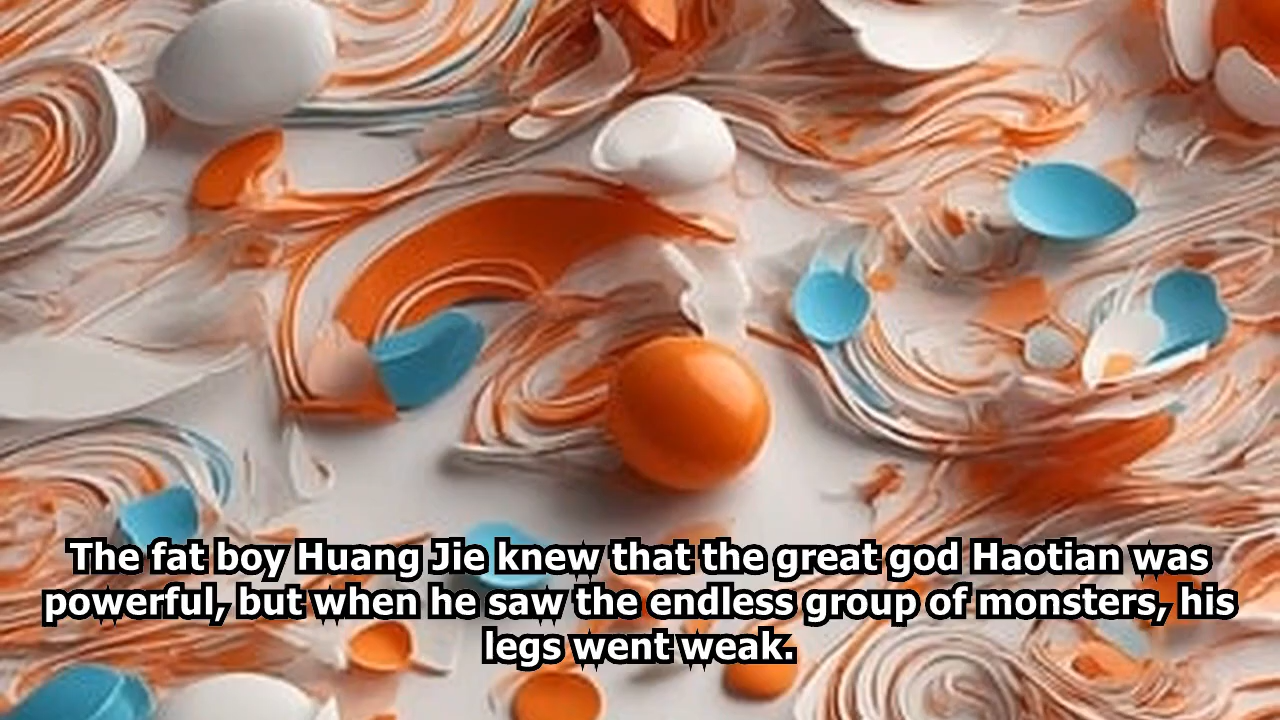 The fat boy Huang Jie knew that the great god Haotian was
powerful, but when he saw the endless group of monsters, his
legs went weak.